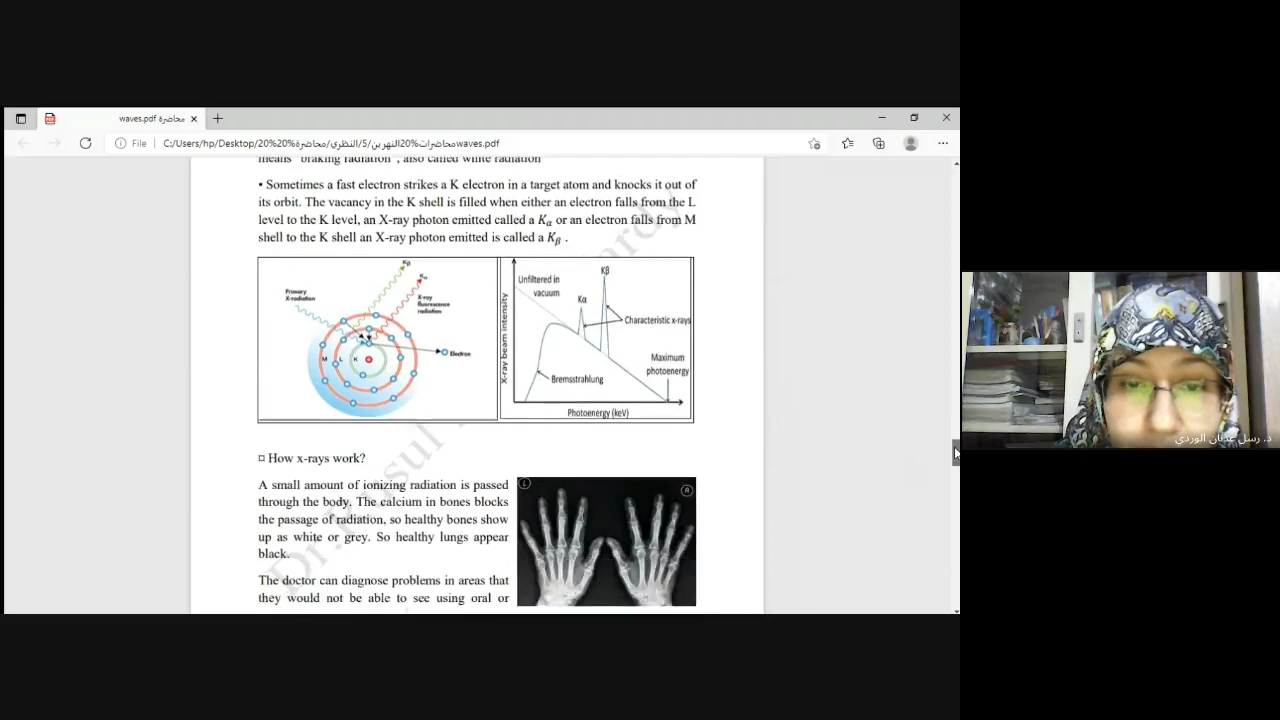 محاضرة waves.pdf
File
C:/Users/hp/Desktop/20%20محاضرات%20النهرين/5/النظري/محاضرة%waves.pdf
means "braking radiation", also called white radiation
• Sometimes a fast electron strikes a K electron in a target atom and knocks it out of
its orbit. The vacancy in the K shell is filled when either an electron falls from the L
level to the K level, an X-ray photon emitted called a Kα or an electron falls from M
shell to the K shell an X-ray photon emitted is called a Kβ .
Kβ
Kα
Primary
X-radiation
X-ray
fluorescence
radiation
Electron
M L K
X-ray beam intensity
Unfiltered in
vacuum
Kα
Kβ
Characteristic x-rays
Maximum
photoenergy
Bremsstrahlung
Photoenergy (keV)
□ How x-rays work?
A small amount of ionizing radiation is passed
through the body. The calcium in bones blocks
the passage of radiation, so healthy bones show
up as white or grey. So healthy lungs appear
black.
L
R
The doctor can diagnose problems in areas that
they would not be able to see using oral or
Dr.Rusul
د. رسل عدنان الوردي